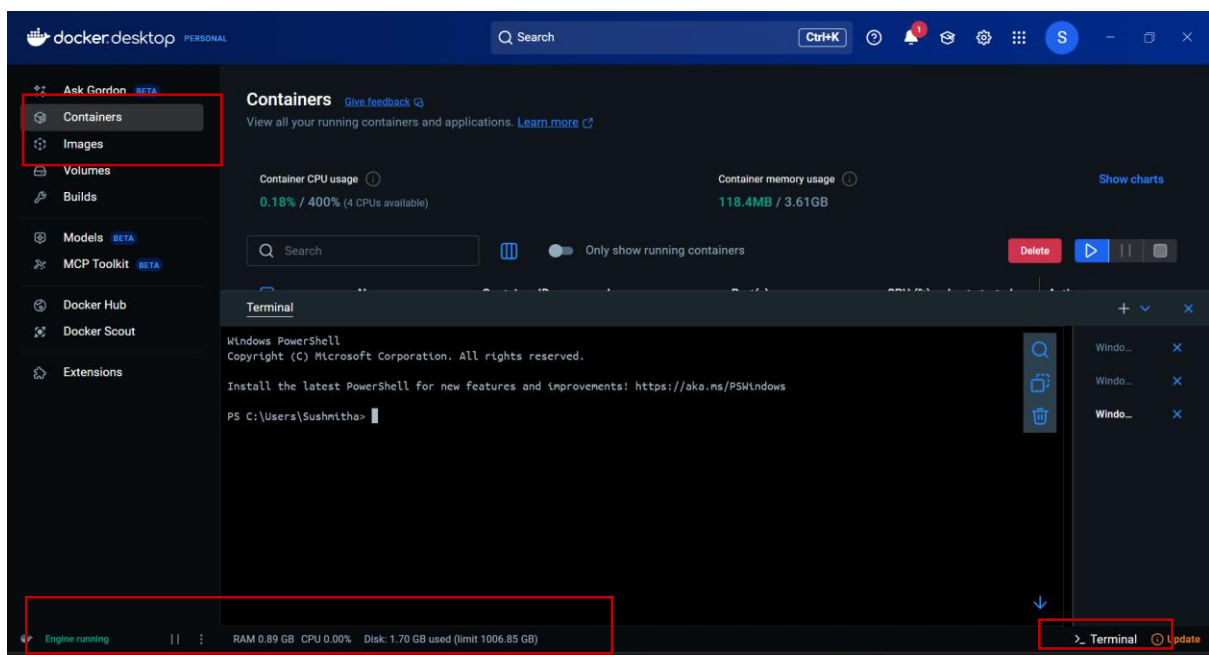 docker.desktop PERSONAL
Search
Ctrl+K
1
S
Ask Gordon BETA
Containers
Images
Volumes
Builds
Models BETA
MCP Toolkit BETA
Docker Hub
Docker Scout
Extensions
Containers Give feedback
View all your running containers and applications. Learn more
Container CPU usage
0.18% / 400% (4 CPUs available)
Container memory usage
118.4MB / 3.61GB
Show charts
Search
Only show running containers
Delete
Terminal
Windows PowerShell
Copyright (C) Microsoft Corporation. All rights reserved.
Install the latest PowerShell for new features and improvements! https://aka.ms/PSWindows
PS C:\Users\Sushmitha>
Windo...
Windo...
Windo...
Engine running
RAM 0.89 GB CPU 0.00% Disk: 1.70 GB used (limit 1006.85 GB)
>_ Terminal
Update